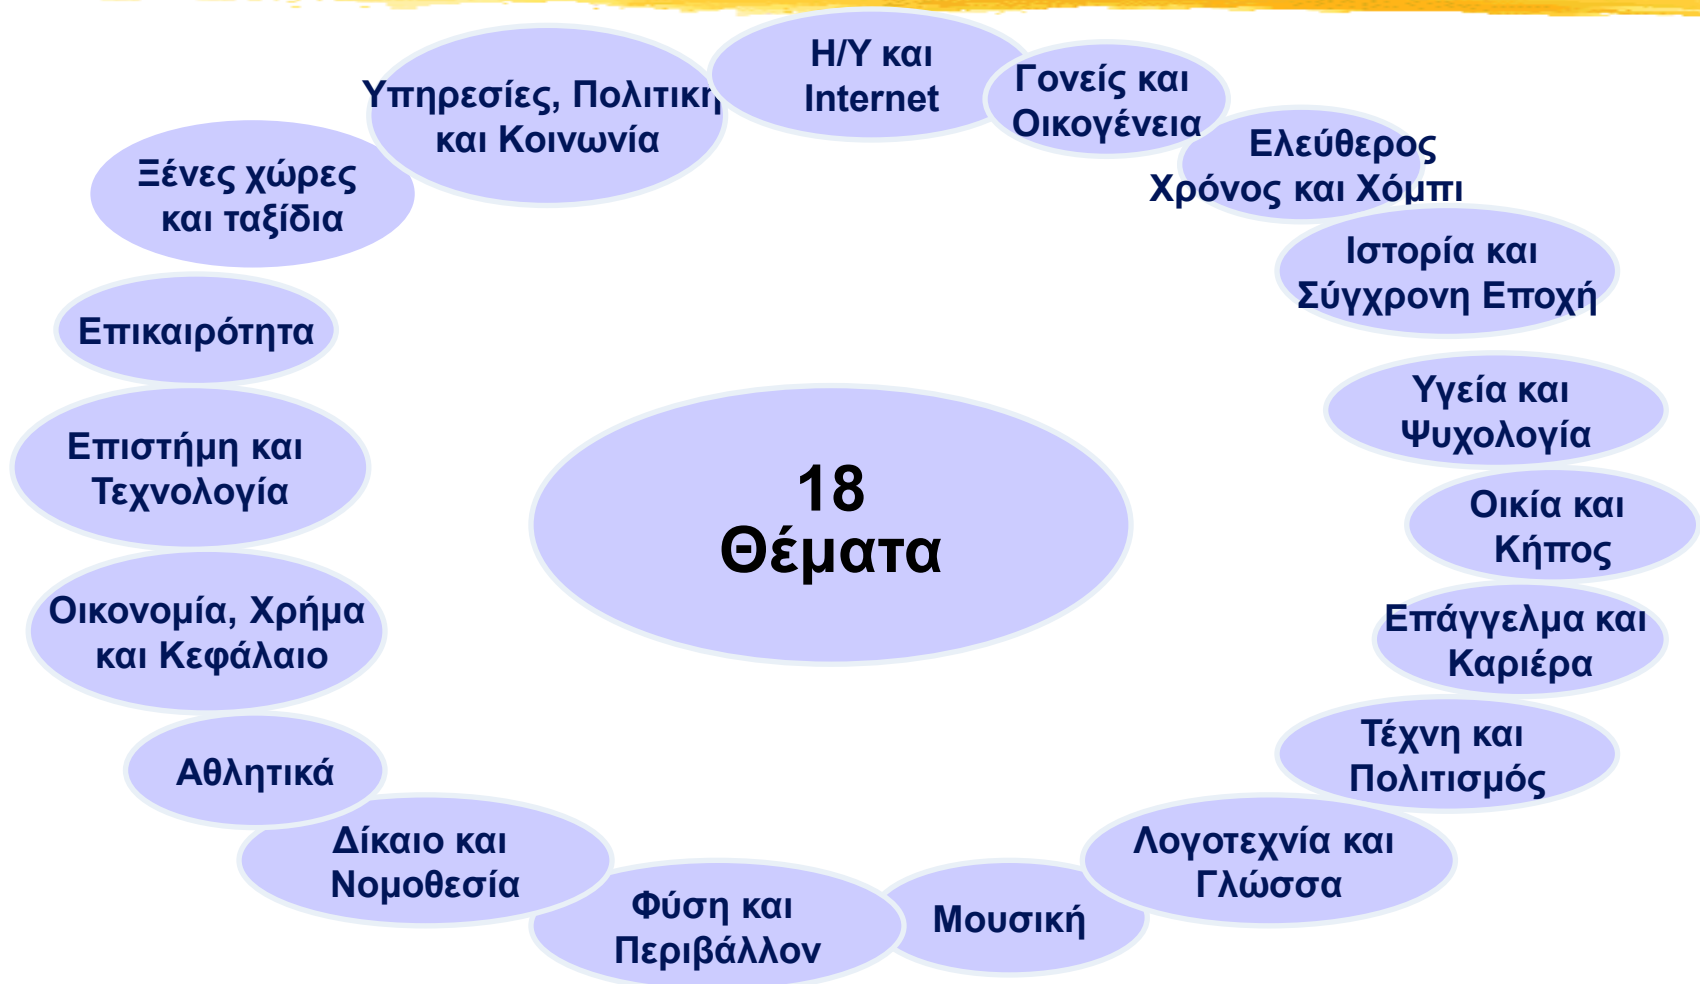 Η/Υ και
Internet
Γονείς και
Οικογένεια
Ελεύθερος
Χρόνος και Χόμπι
Ιστορία και
Σύγχρονη Εποχή
Υγεία και
Ψυχολογία
Οικία και
Κήπος
Επάγγελμα και
Καριέρα
Τέχνη και
Πολιτισμός
Λογοτεχνία και
Γλώσσα
Μουσική
Φύση και
Περιβάλλον
Δίκαιο και
Νομοθεσία
Αθλητικά
Οικονομία, Χρήμα
και Κεφάλαιο
Επιστήμη και
Τεχνολογία
Επικαιρότητα
Ξένες χώρες
και ταξίδια
Υπηρεσίες, Πολιτική
και Κοινωνία
18
Θέματα